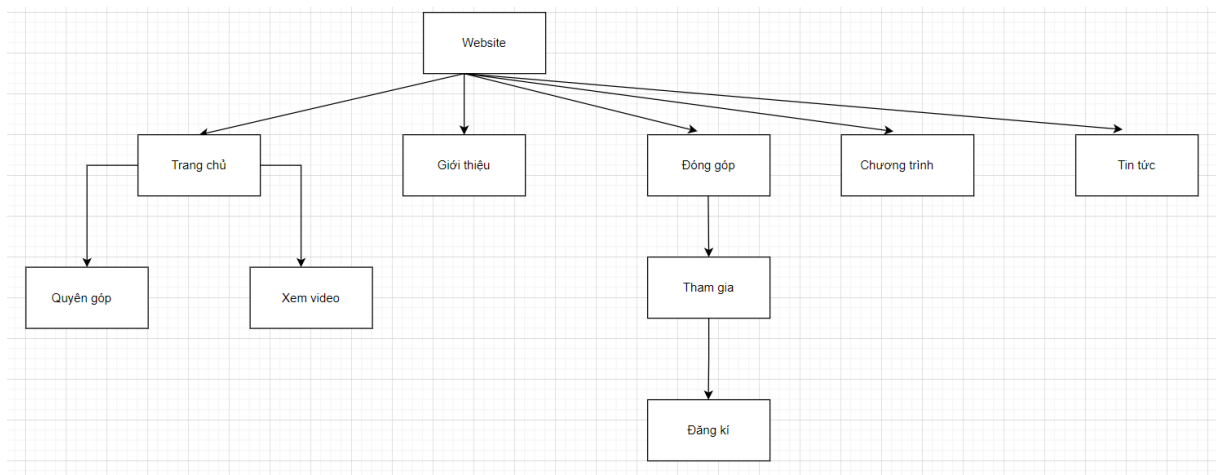 Website
Trang chủ
Giới thiệu
Đóng góp
Chương trình
Tin tức
Quyên góp
Xem video
Tham gia
Đăng kí